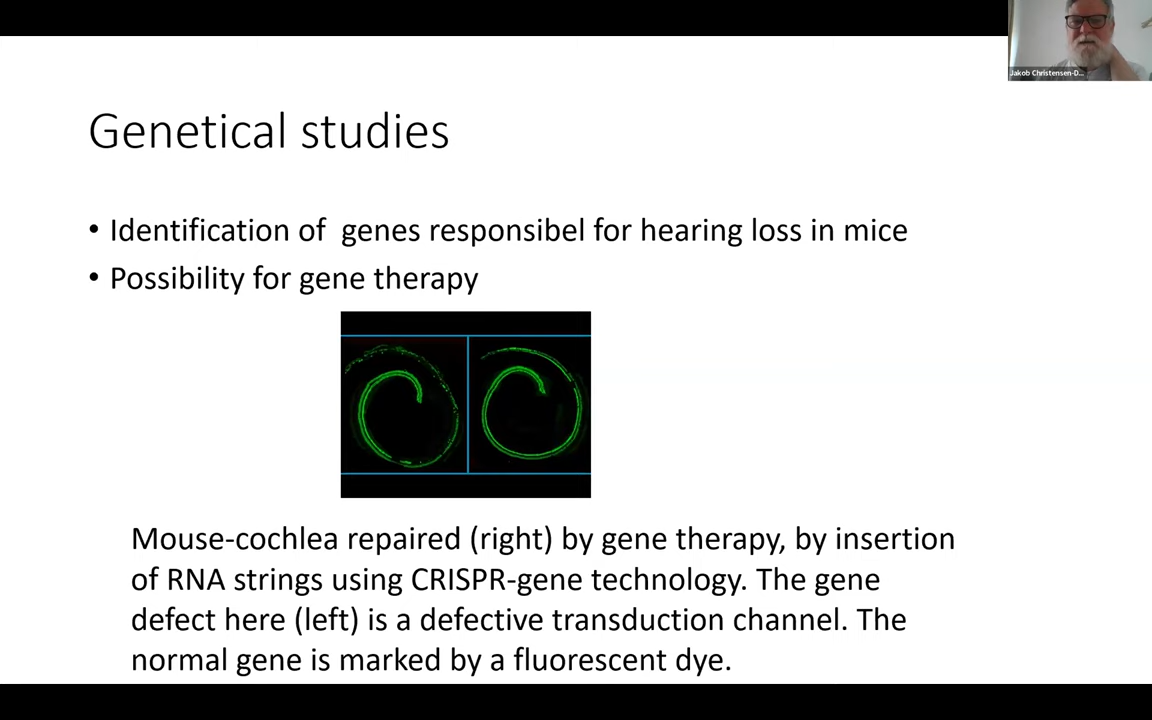 Jakob Christensen-D...
Genetical studies
• Identification of  genes responsibel for hearing loss in mice
• Possibility for gene therapy
Mouse-cochlea repaired (right) by gene therapy, by insertion
of RNA strings using CRISPR-gene technology. The gene
defect here (left) is a defective transduction channel. The
normal gene is marked by a fluorescent dye.